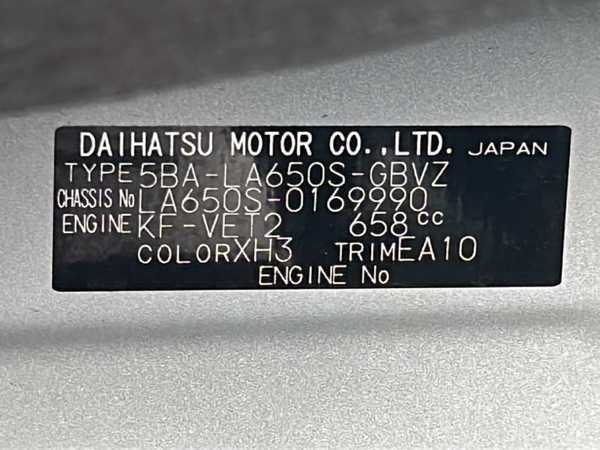 DAIHATSU MOTOR CO.,LTD. JAPAN
TYPE 5BA-LA650S-GBVZ
CHASSIS No LA650S-0169990
ENGINE KF-VET2 658cc
COLOR XH3 TRIM EA10
ENGINE No